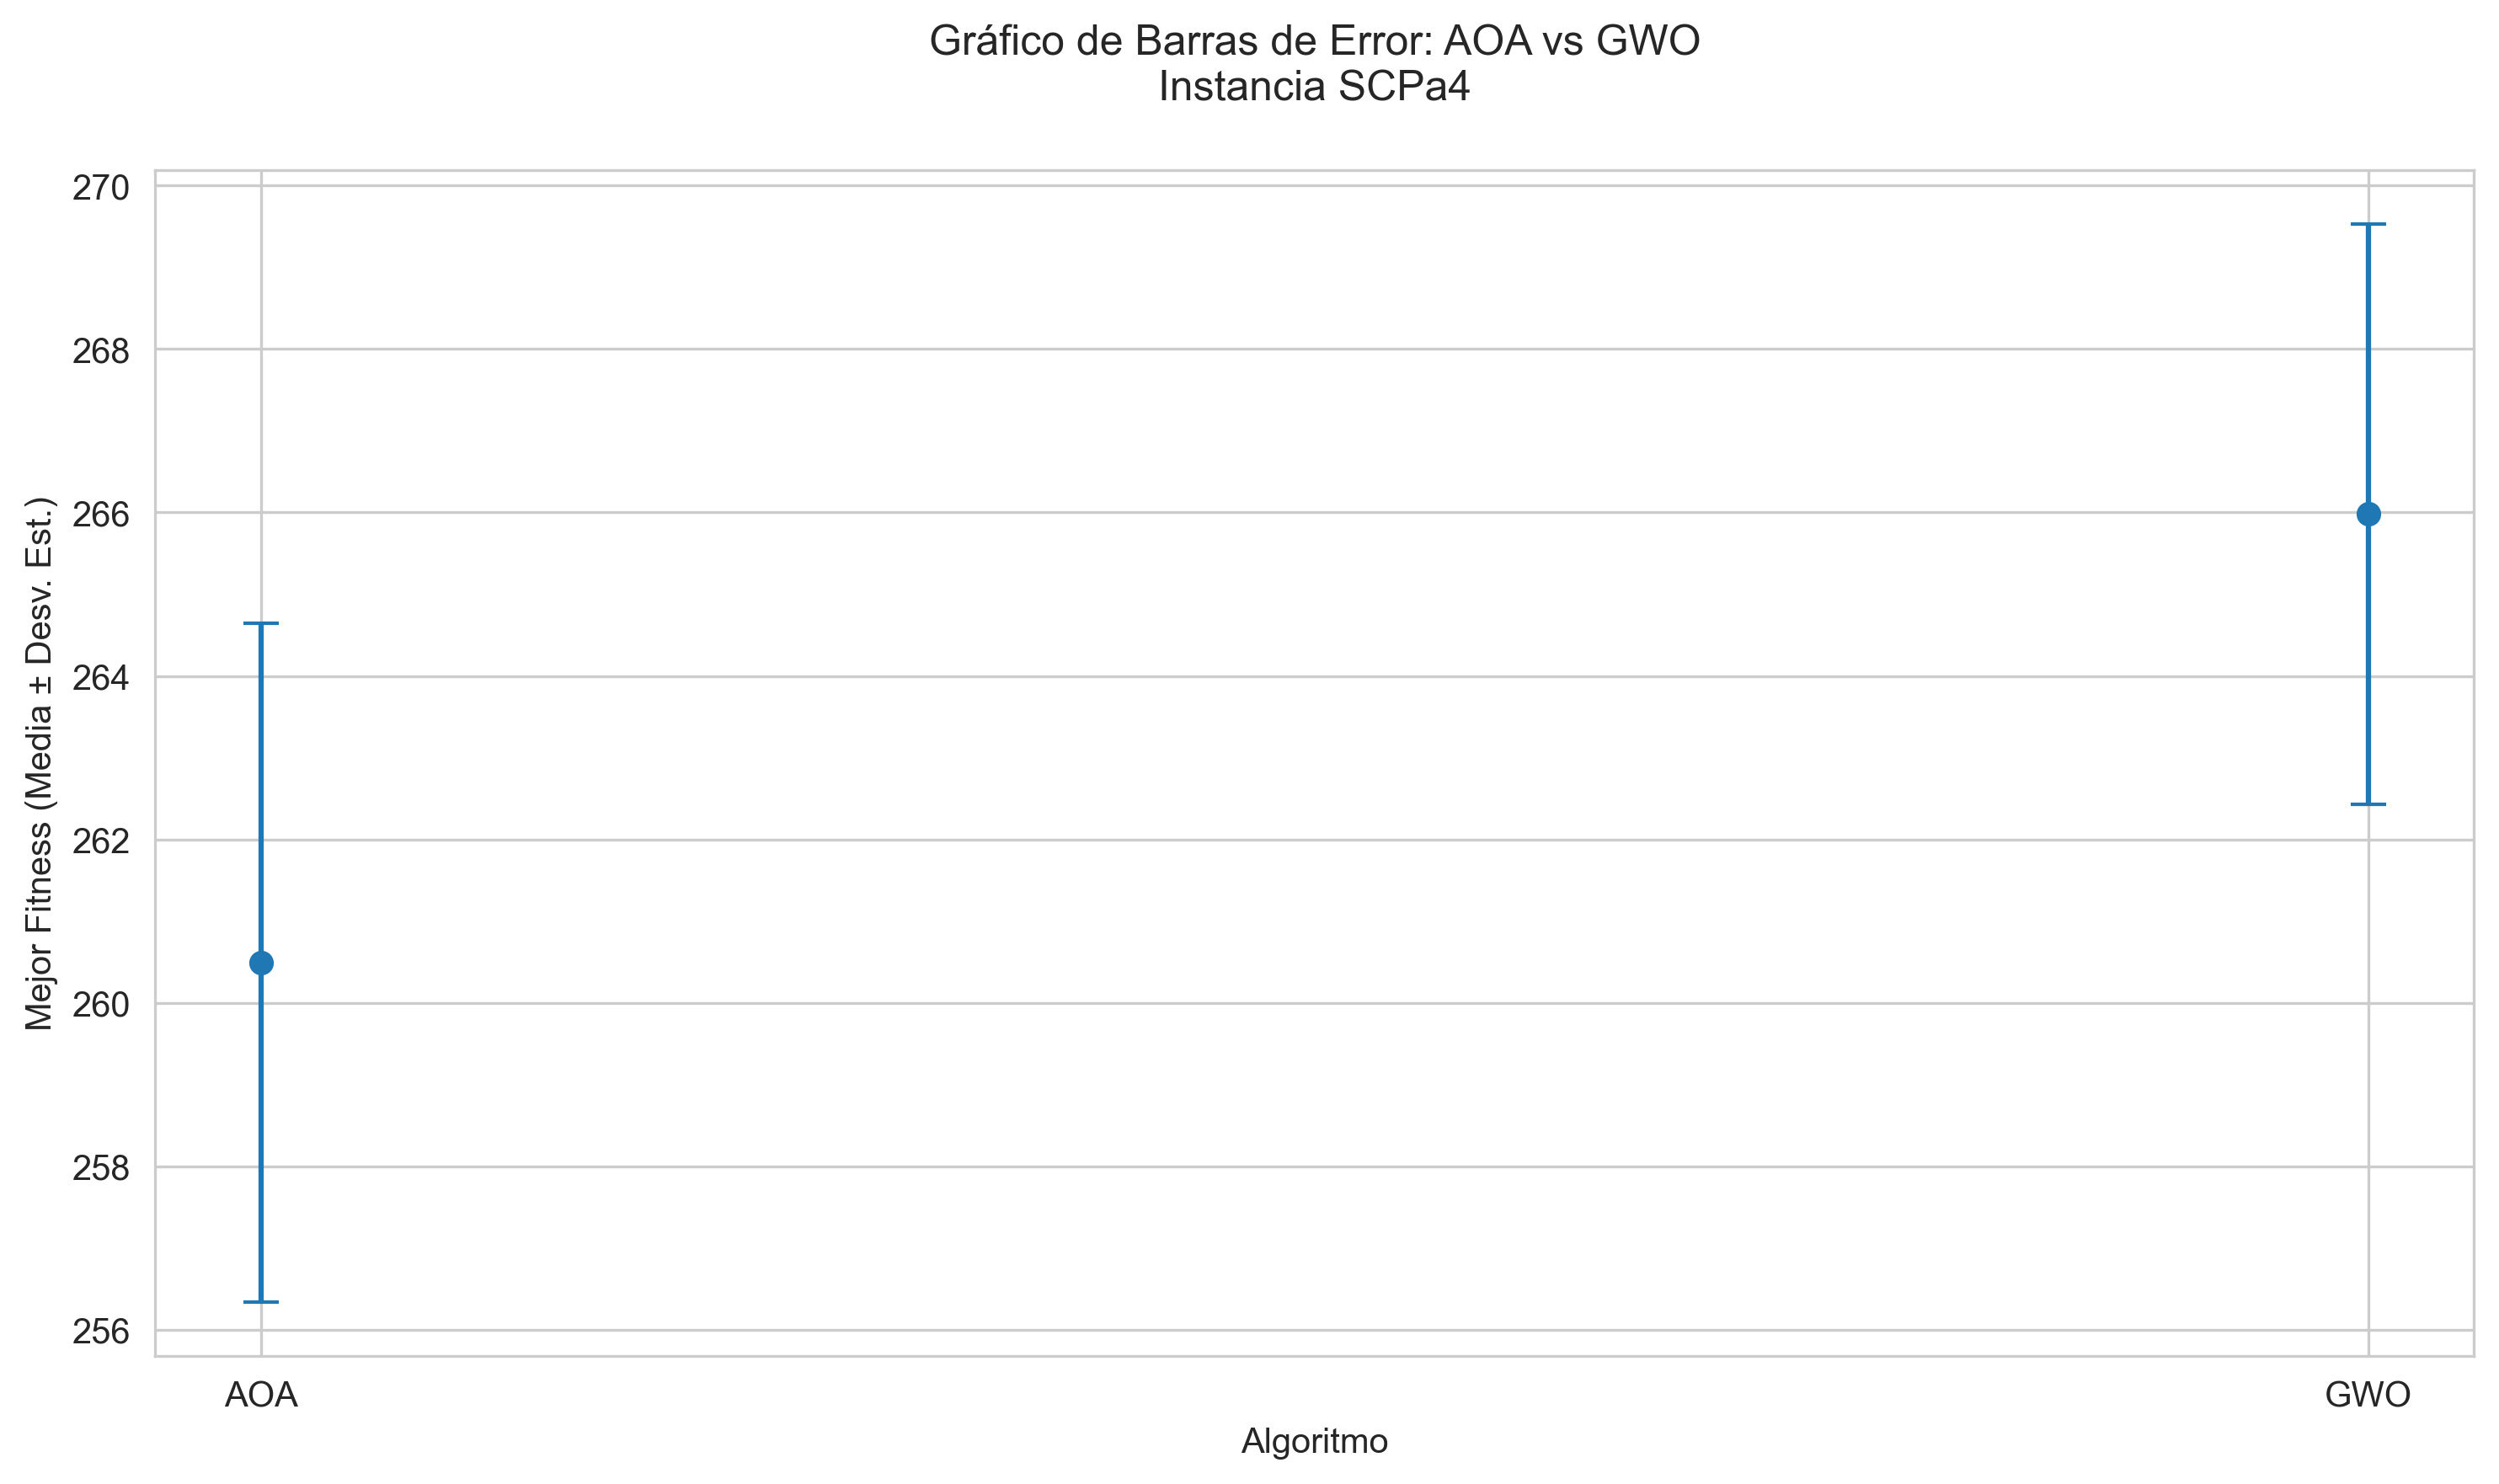 Gráfico de Barras de Error: AOA vs GWO
Instancia SCPa4
Mejor Fitness (Media ± Desv. Est.)
270
268
266
264
262
260
258
256
AOA
GWO
Algoritmo